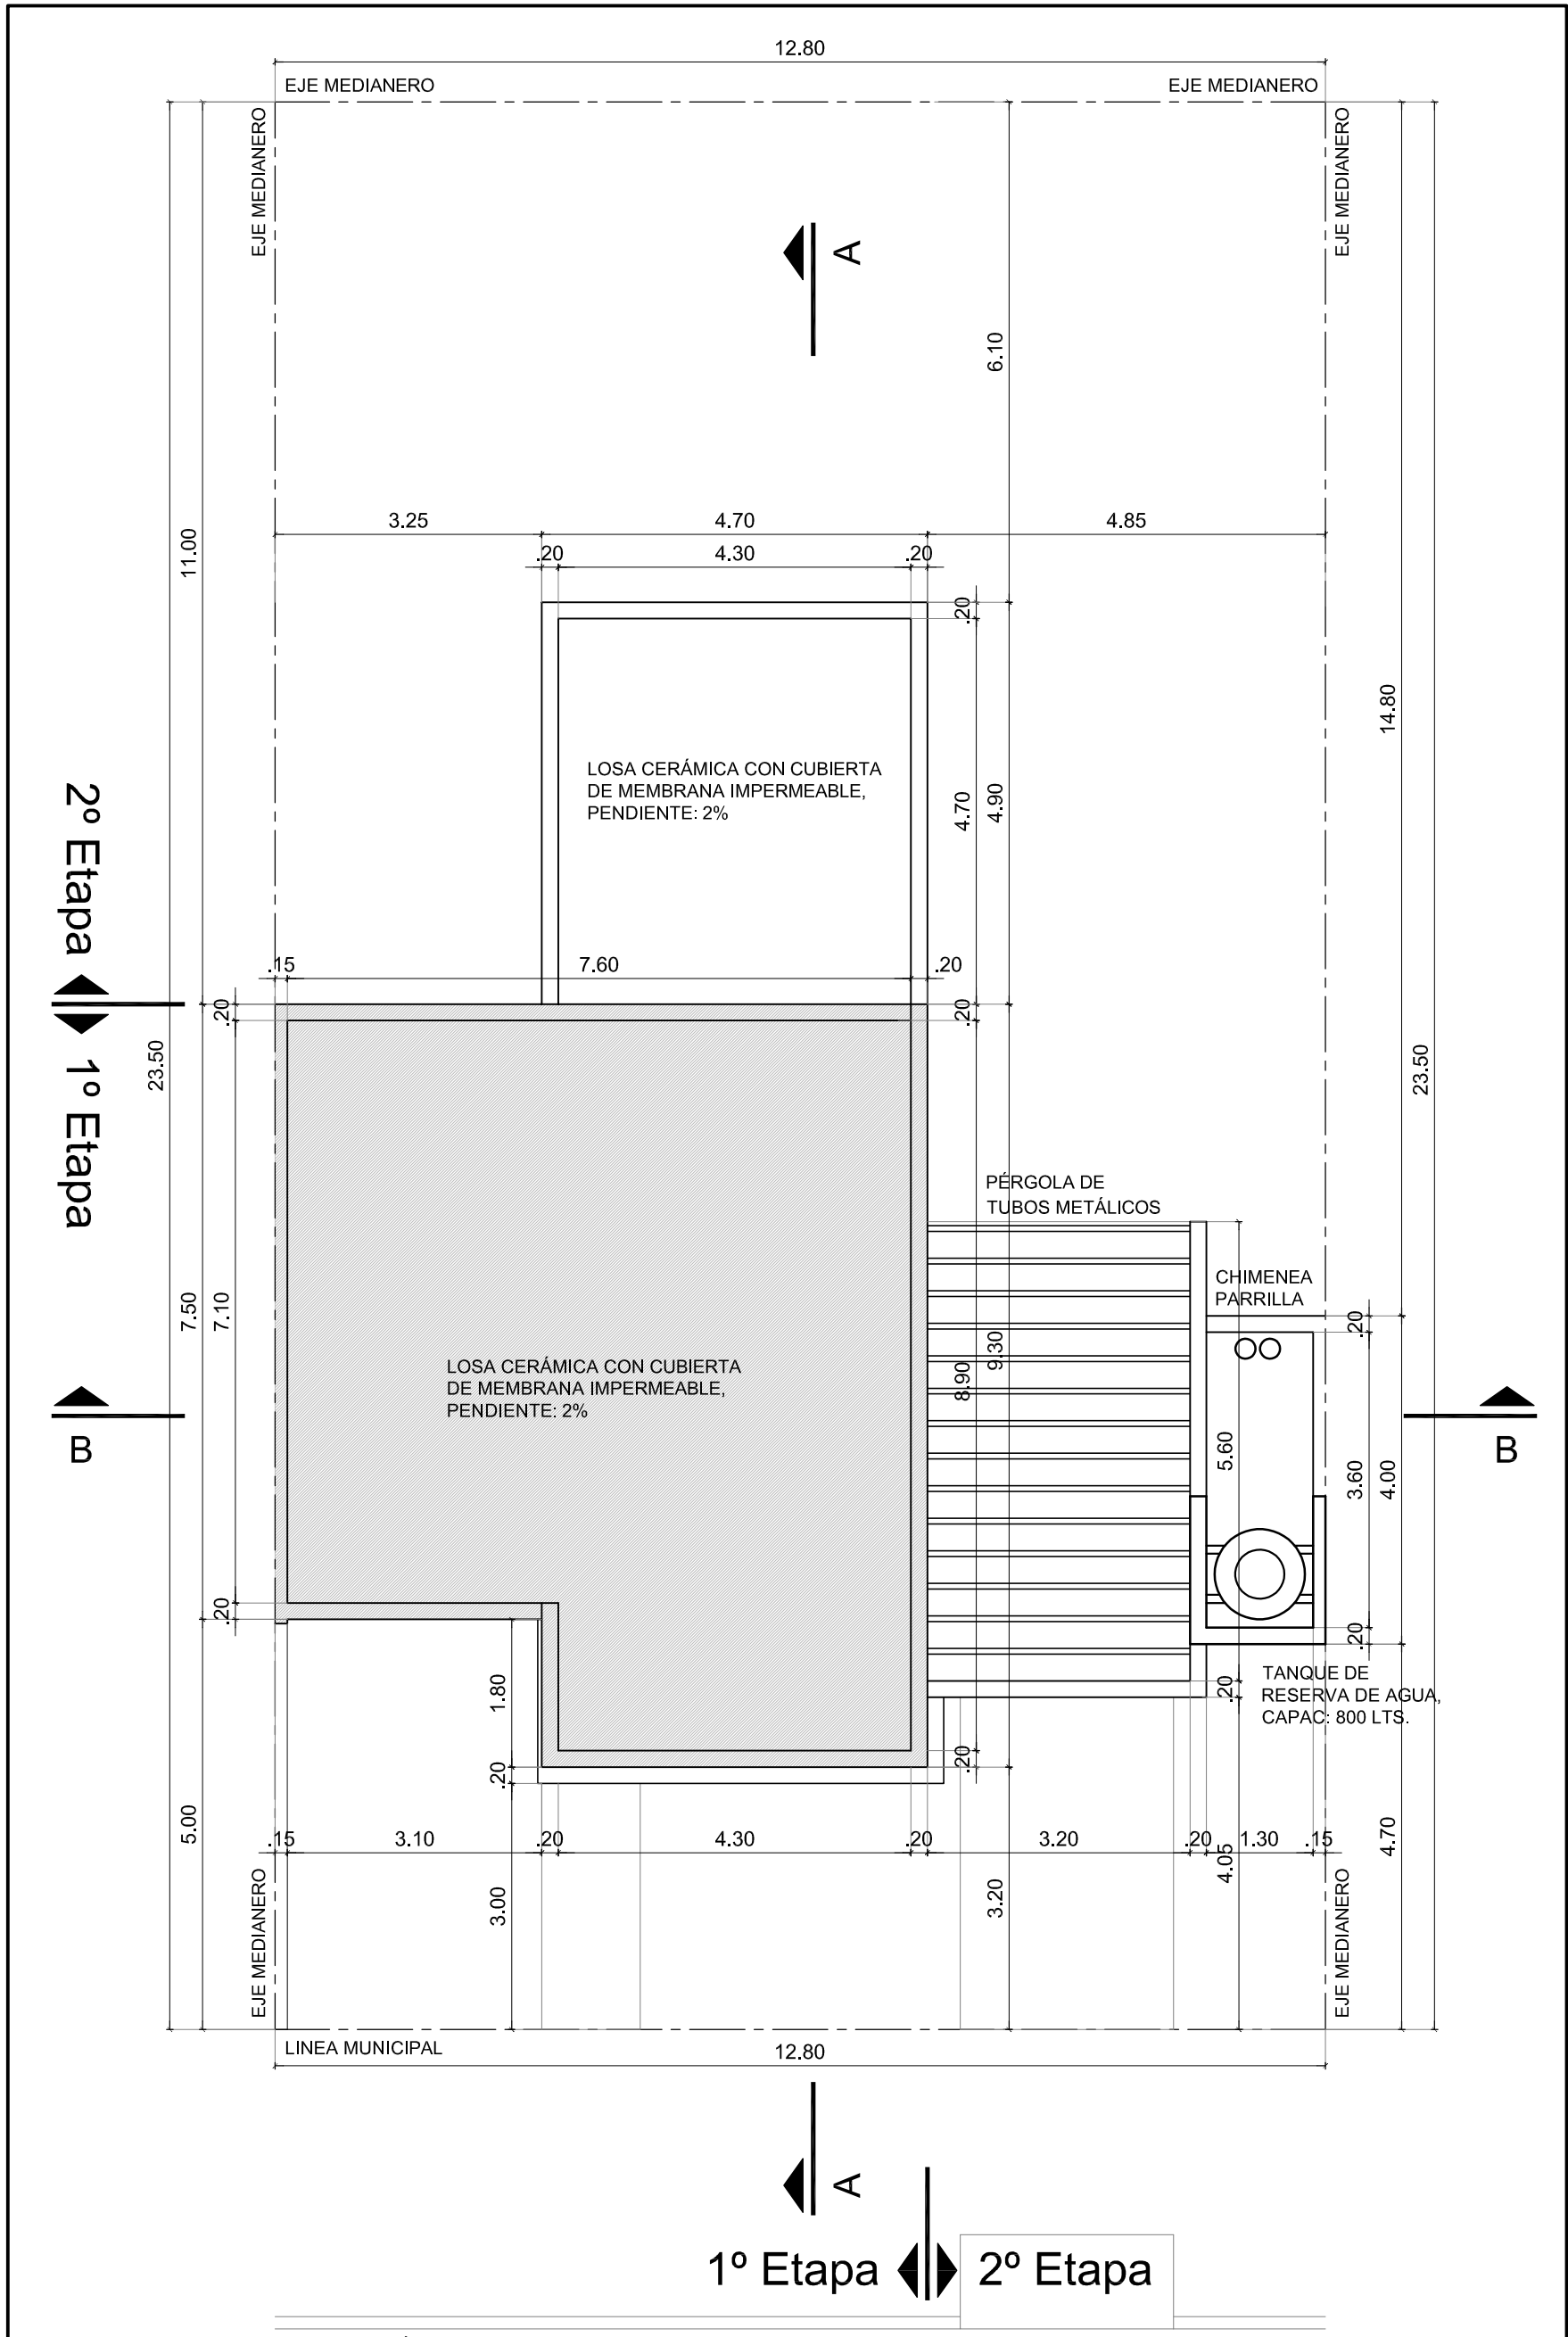 12.80
EJE MEDIANERO
EJE MEDIANERO
EJE MEDIANERO
EJE MEDIANERO
A
6.10
3.25
4.70
4.85
.20
4.30
.20
11.00
.20
14.80
LOSA CERÁMICA CON CUBIERTA
DE MEMBRANA IMPERMEABLE,
PENDIENTE: 2%
4.70
4.90
2º Etapa
1º Etapa
.15
7.60
.20
.20
.20
23.50
23.50
PÉRGOLA DE
TUBOS METÁLICOS
CHIMENEA
PARRILLA
7.50
7.10
.20
9.30
8.90
LOSA CERÁMICA CON CUBIERTA
DE MEMBRANA IMPERMEABLE,
PENDIENTE: 2%
B
B
5.60
3.60
4.00
.20
.20
1.80
.20
TANQUE DE
RESERVA DE AGUA,
CAPAC: 800 LTS.
.20
.20
5.00
.15
3.10
.20
4.30
.20
3.20
.20
1.30
.15
4.05
4.70
3.00
3.20
EJE MEDIANERO
EJE MEDIANERO
LINEA MUNICIPAL
12.80
A
1º Etapa
2º Etapa